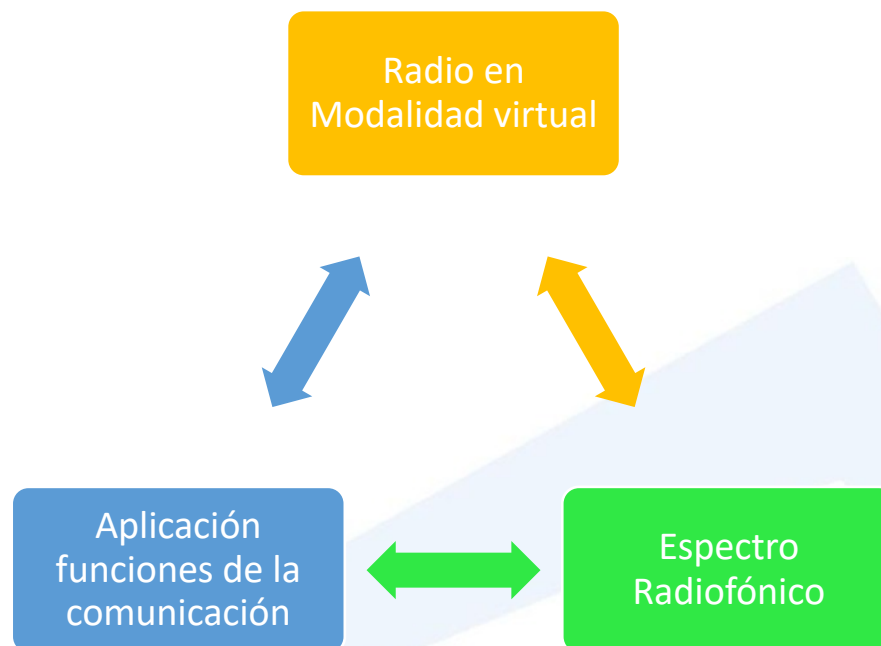 Radio en
Modalidad virtual
Aplicación
funciones de la
comunicación
Espectro
Radiofónico